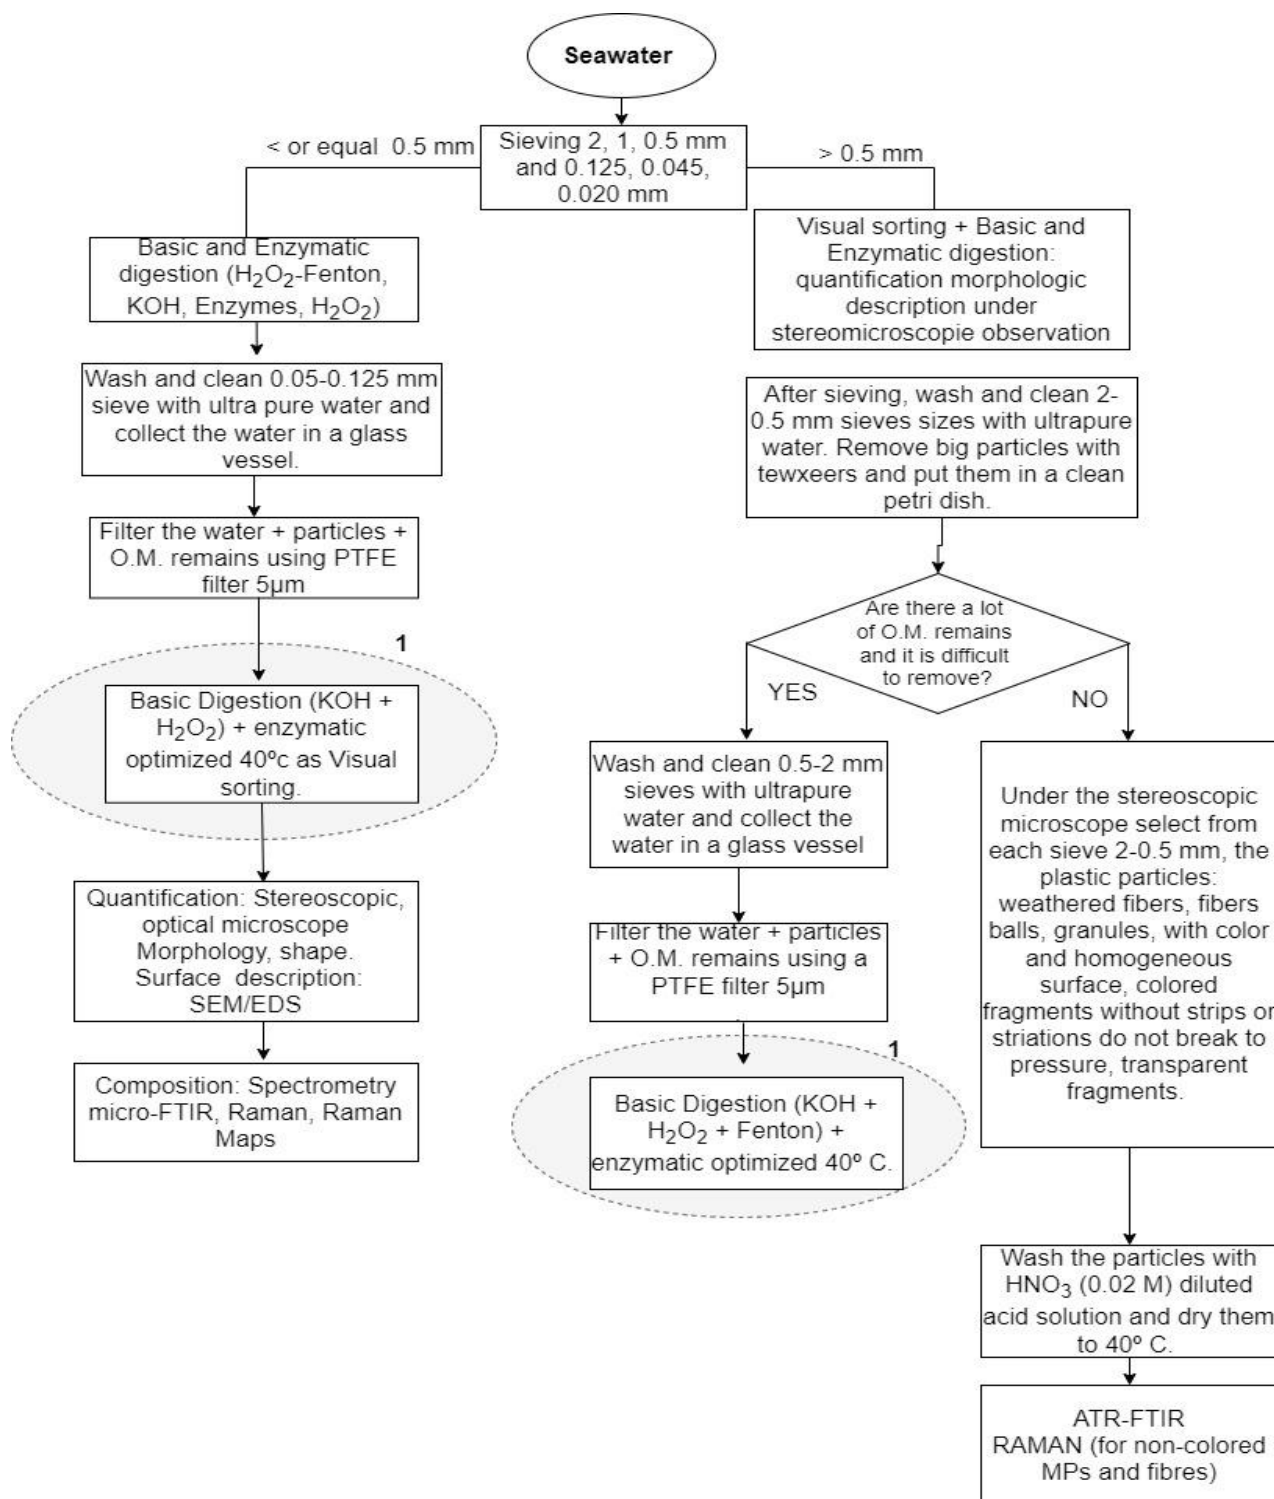 Seawater
< or equal 0.5 mm
Sieving 2, 1, 0.5 mm
and 0.125, 0.045,
0.020 mm
> 0.5 mm
Basic and Enzymatic
digestion (H₂O₂-Fenton,
KOH, Enzymes, H₂O₂)
Wash and clean 0.05-0.125 mm
sieve with ultra pure water and
collect the water in a glass
vessel.
Filter the water + particles +
O.M. remains using PTFE
filter 5µm
1
Basic Digestion (KOH +
H₂O₂) + enzymatic
optimized 40ºc as Visual
sorting.
Quantification: Stereoscopic,
optical microscope
Morphology, shape.
Surface description:
SEM/EDS
Composition: Spectrometry
micro-FTIR, Raman, Raman
Maps
Visual sorting + Basic and
Enzymatic digestion:
quantification morphologic
description under
stereomicroscopie observation
After sieving, wash and clean 2-
0.5 mm sieves sizes with ultrapure
water. Remove big particles with
tewxeers and put them in a clean
petri dish.
Are there a lot
of O.M. remains
and it is difficult
to remove?
YES
NO
Wash and clean 0.5-2 mm
sieves with ultrapure
water and collect the
water in a glass vessel
Filter the water + particles
+ O.M. remains using a
PTFE filter 5µm
1
Basic Digestion (KOH +
H₂O₂ + Fenton) +
enzymatic optimized 40º C.
Under the stereoscopic
microscope select from
each sieve 2-0.5 mm, the
plastic particles:
weathered fibers, fibers
balls, granules, with color
and homogeneous
surface, colored
fragments without strips or
striations do not break to
pressure, transparent
fragments.
Wash the particles with
HNO₃ (0.02 M) diluted
acid solution and dry them
to 40º C.
ATR-FTIR
RAMAN (for non-colored
MPs and fibres)